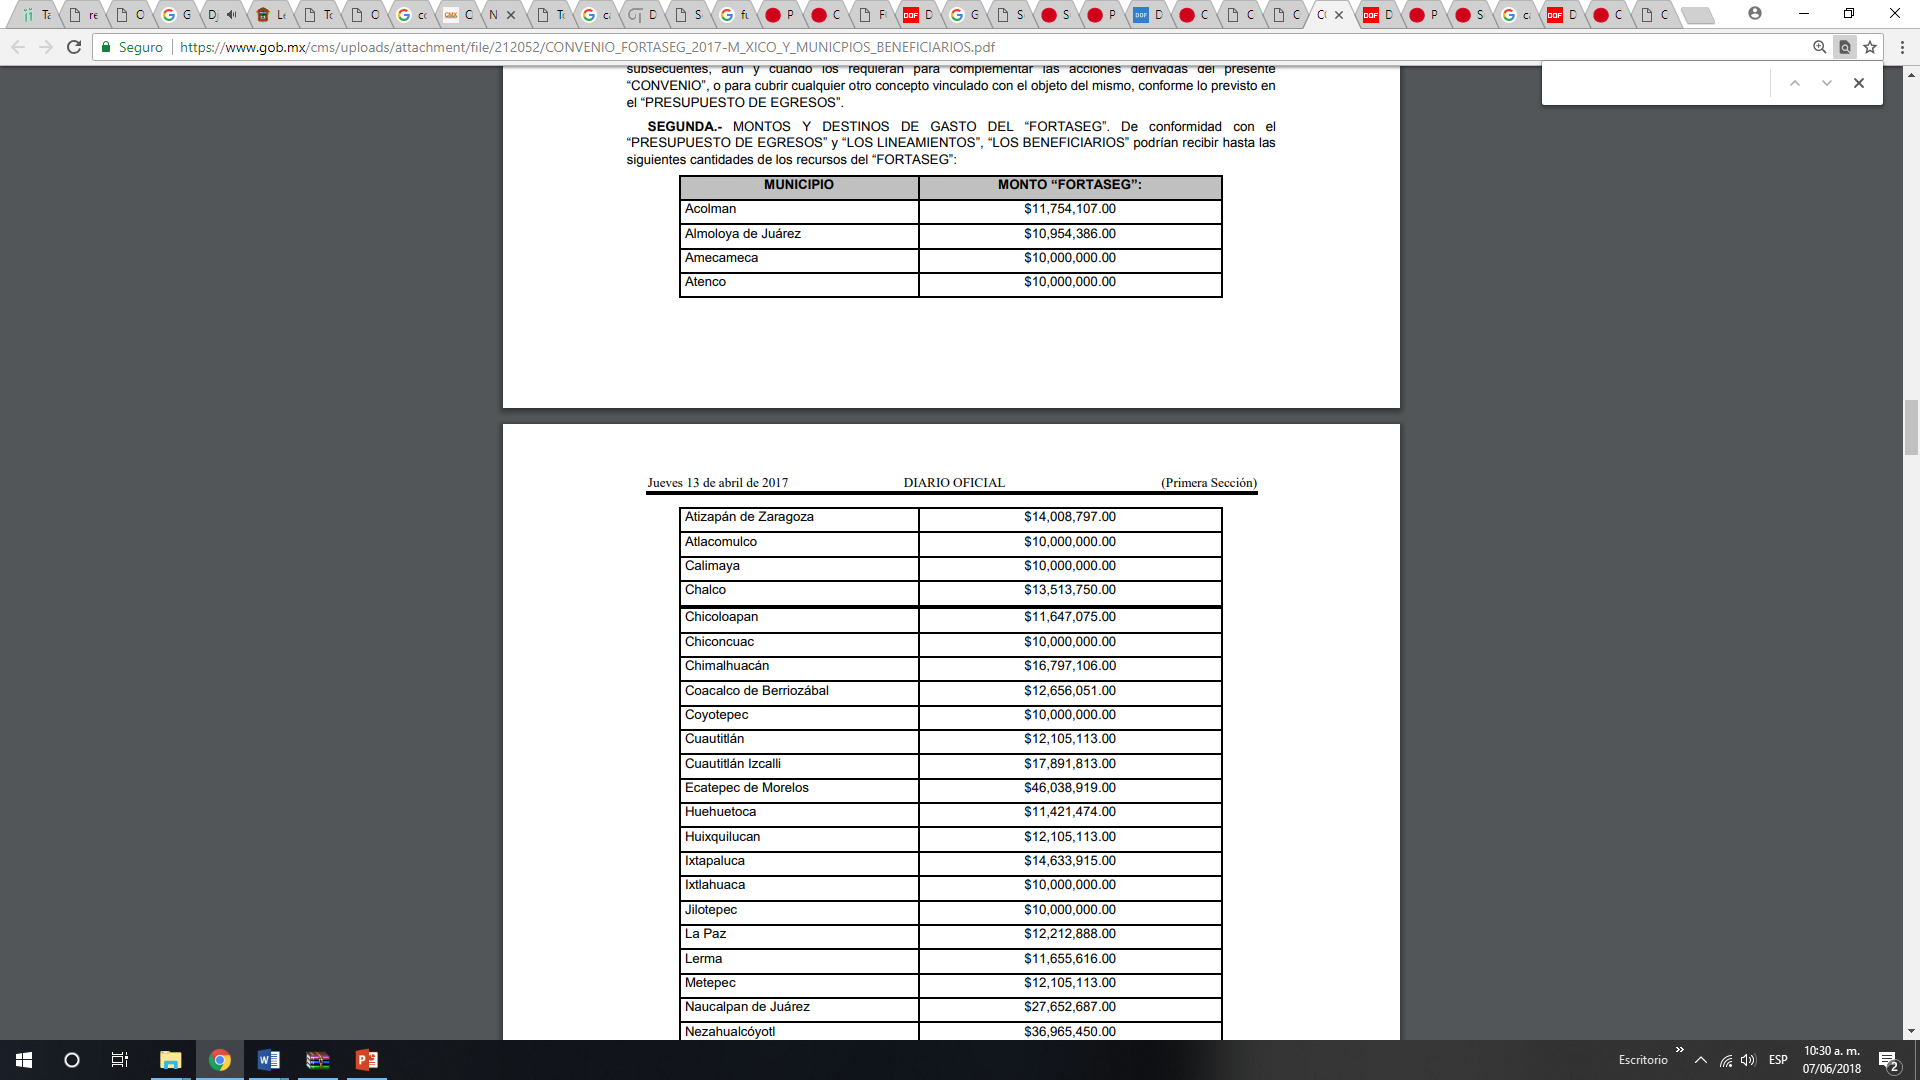 Seguro
https://www.gob.mx/cms/uploads/attachment/file/212052/CONVENIO_FORTASEG_2017-M_XICO_Y_MUNICPIOS_BENEFICIARIOS.pdf
subsecuentes, aun y cuando los requieran para complementar las acciones derivadas del presente
“CONVENIO”, o para cubrir cualquier otro concepto vinculado con el objeto del mismo, conforme lo previsto en
el “PRESUPUESTO DE EGRESOS”.
SEGUNDA.- MONTOS Y DESTINOS DE GASTO DEL “FORTASEG”. De conformidad con el
“PRESUPUESTO DE EGRESOS” y “LOS LINEAMIENTOS”, “LOS BENEFICIARIOS” podrían recibir hasta las
siguientes cantidades de los recursos del “FORTASEG”:
MUNICIPIO MONTO “FORTASEG”:
Acolman $11,754,107.00
Almoloya de Juárez $10,954,386.00
Amecameca $10,000,000.00
Atenco $10,000,000.00
Jueves 13 de abril de 2017 DIARIO OFICIAL (Primera Sección)
Atizapán de Zaragoza $14,008,797.00
Atlacomulco $10,000,000.00
Calimaya $10,000,000.00
Chalco $13,513,750.00
Chicoloapan $11,647,075.00
Chiconcuac $10,000,000.00
Chimalhuacán $16,797,106.00
Coacalco de Berriozábal $12,656,051.00
Coyotepec $10,000,000.00
Cuautitlán $12,105,113.00
Cuautitlán Izcalli $17,891,813.00
Ecatepec de Morelos $46,038,919.00
Huehuetoca $11,421,474.00
Huixquilucan $12,105,113.00
Ixtapaluca $14,633,915.00
Ixtlahuaca $10,000,000.00
Jilotepec $10,000,000.00
La Paz $12,212,888.00
Lerma $11,655,616.00
Metepec $12,105,113.00
Naucalpan de Juárez $27,652,687.00
Nezahualcóyotl $36,965,450.00
Escritorio
ESP
10:30 a. m.
07/06/2018
2